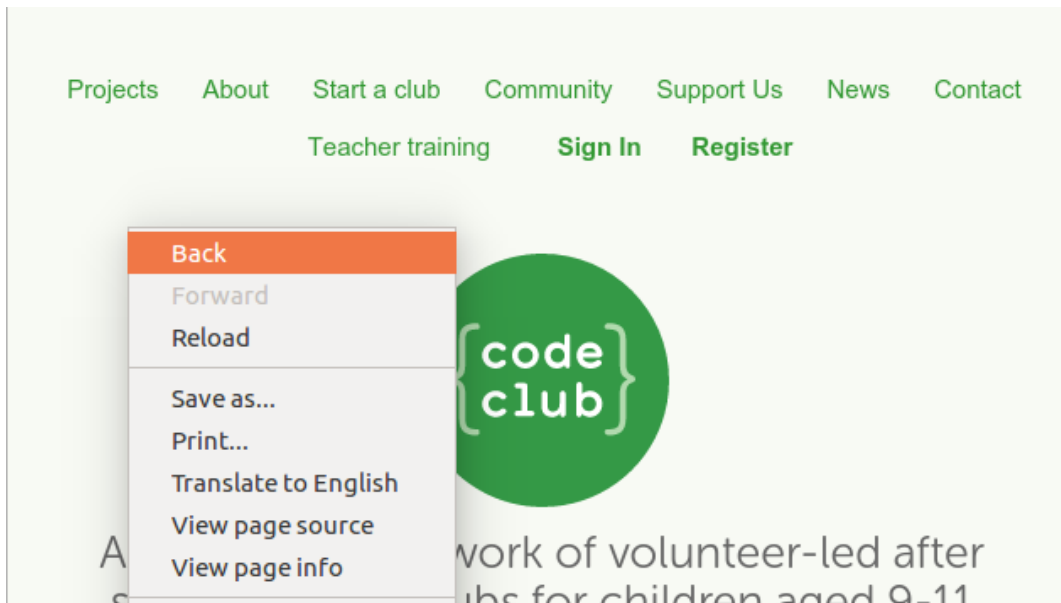 Projects About Start a club Community Support Us News Contact
Teacher training Sign In Register
Back
Forward
Reload
Save as...
Print...
Translate to English
View page source
View page info
{code
club}
A
work of volunteer-led after
for children aged 9-11